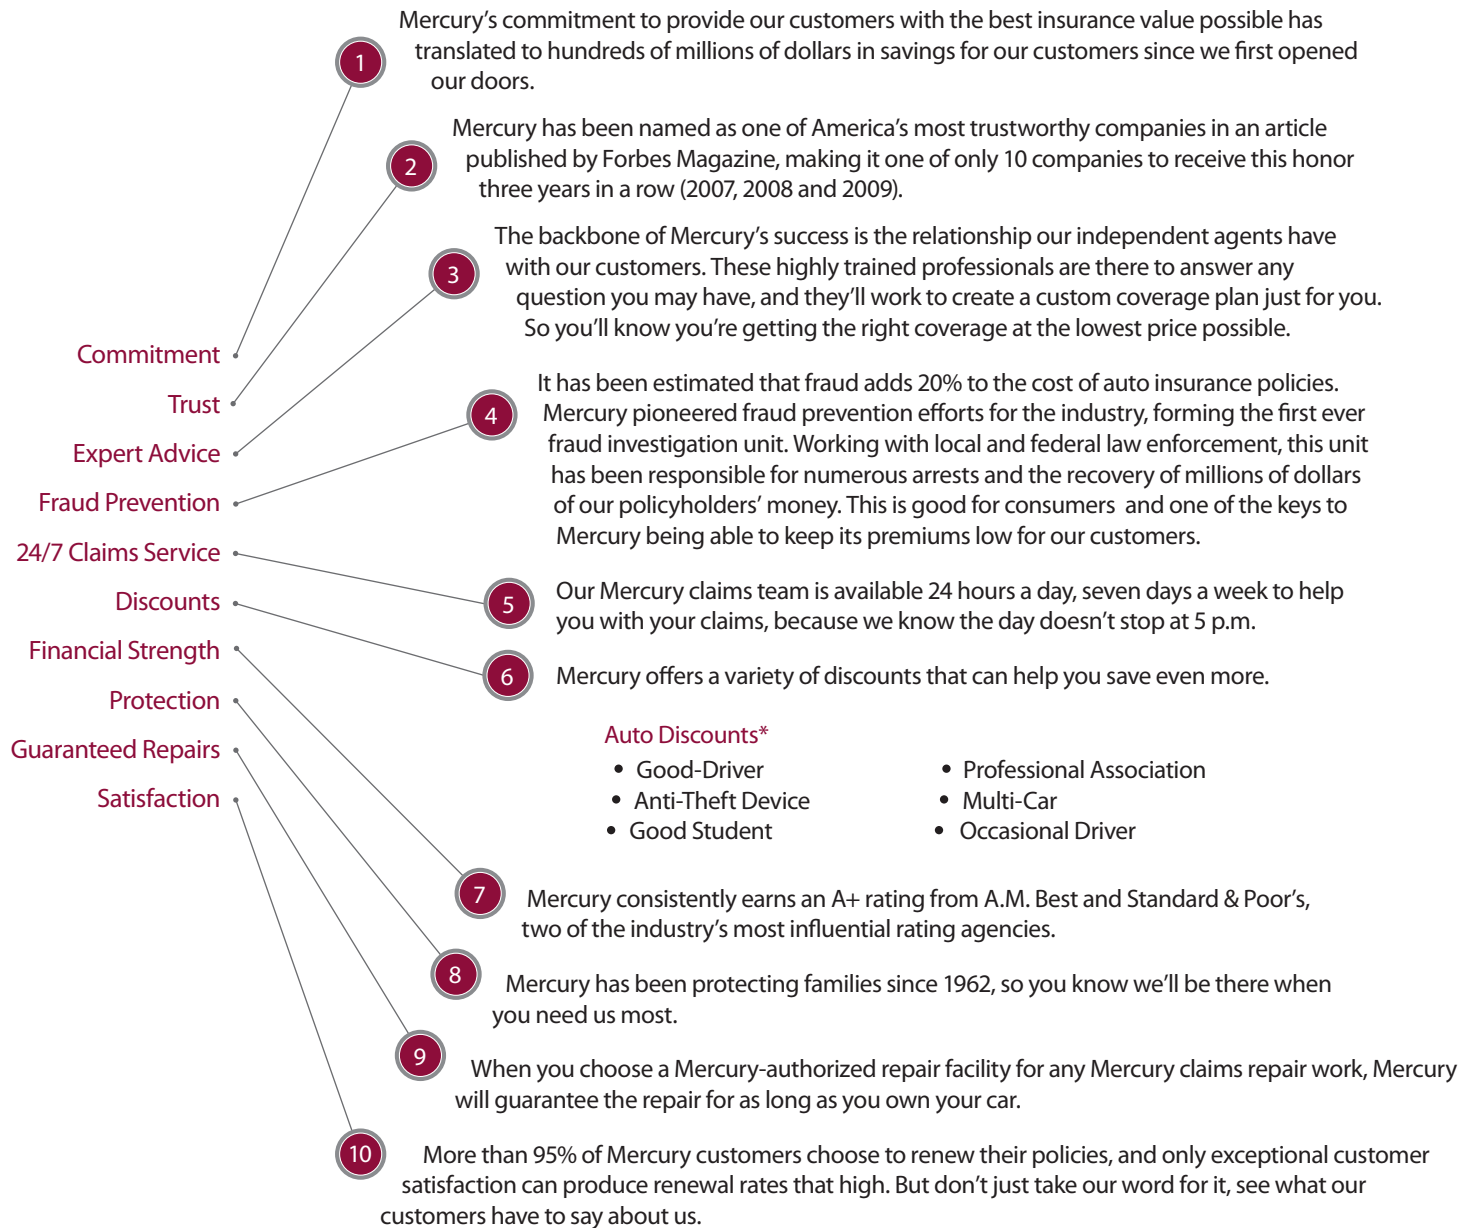 Mercury’s commitment to provide our customers with the best insurance value possible has
translated to hundreds of millions of dollars in savings for our customers since we first opened
our doors.
1
Mercury has been named as one of America’s most trustworthy companies in an article
published by Forbes Magazine, making it one of only 10 companies to receive this honor
three years in a row (2007, 2008 and 2009).
2
The backbone of Mercury’s success is the relationship our independent agents have
with our customers. These highly trained professionals are there to answer any
question you may have, and they’ll work to create a custom coverage plan just for you.
So you’ll know you’re getting the right coverage at the lowest price possible.
3
Commitment
Trust
Expert Advice
Fraud Prevention
24/7 Claims Service
Discounts
Financial Strength
Protection
Guaranteed Repairs
Satisfaction
It has been estimated that fraud adds 20% to the cost of auto insurance policies.
Mercury pioneered fraud prevention efforts for the industry, forming the first ever
fraud investigation unit. Working with local and federal law enforcement, this unit
has been responsible for numerous arrests and the recovery of millions of dollars
of our policyholders’ money. This is good for consumers and one of the keys to
Mercury being able to keep its premiums low for our customers.
4
Our Mercury claims team is available 24 hours a day, seven days a week to help
you with your claims, because we know the day doesn’t stop at 5 p.m.
5
6
Mercury offers a variety of discounts that can help you save even more.
Auto Discounts*
• Good-Driver
• Anti-Theft Device
• Good Student
• Professional Association
• Multi-Car
• Occasional Driver
7
Mercury consistently earns an A+ rating from A.M. Best and Standard & Poor’s,
two of the industry’s most influential rating agencies.
8
Mercury has been protecting families since 1962, so you know we’ll be there when
you need us most.
9
When you choose a Mercury-authorized repair facility for any Mercury claims repair work, Mercury
will guarantee the repair for as long as you own your car.
10
More than 95% of Mercury customers choose to renew their policies, and only exceptional customer
satisfaction can produce renewal rates that high. But don’t just take our word for it, see what our
customers have to say about us.